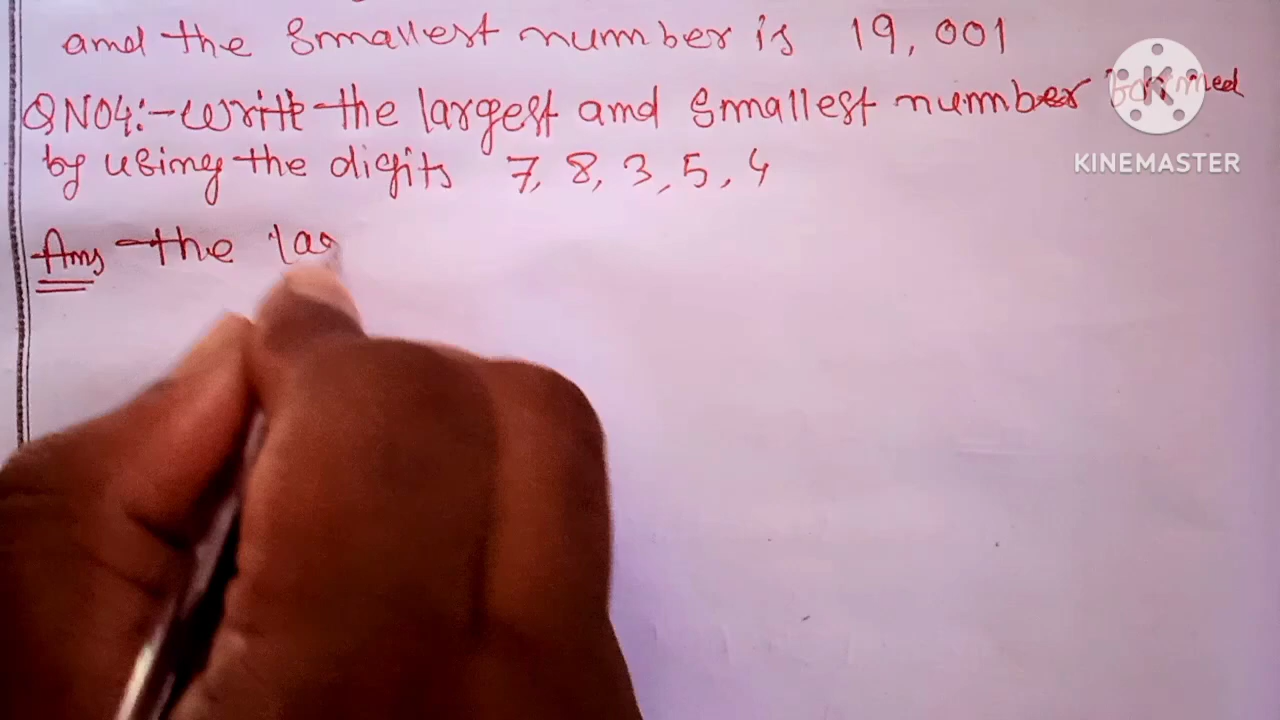 and the smallest number is 19,001
QN04:- Write the largest and smallest number formed
by using the digits 7, 8, 3, 5, 4
Ans the la
KINEMASTER